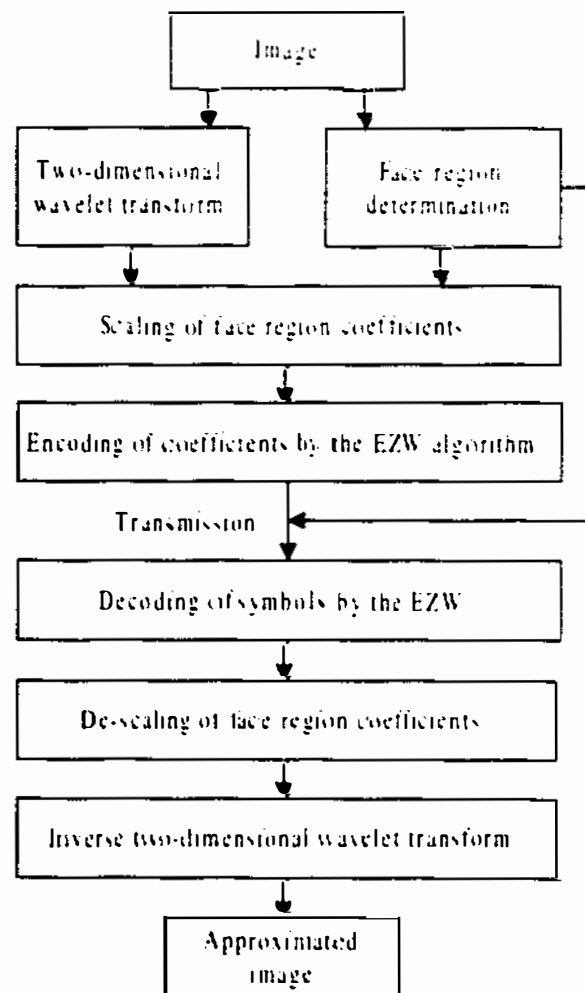 Image
Two-dimensional
wavelet transform
Face region
determination
Scaling of face region coefficients
Encoding of coefficients by the EZW algorithm
Transmission
Decoding of symbols by the EZW
De-scaling of face region coefficients
Inverse two-dimensional wavelet transform
Approximated
image